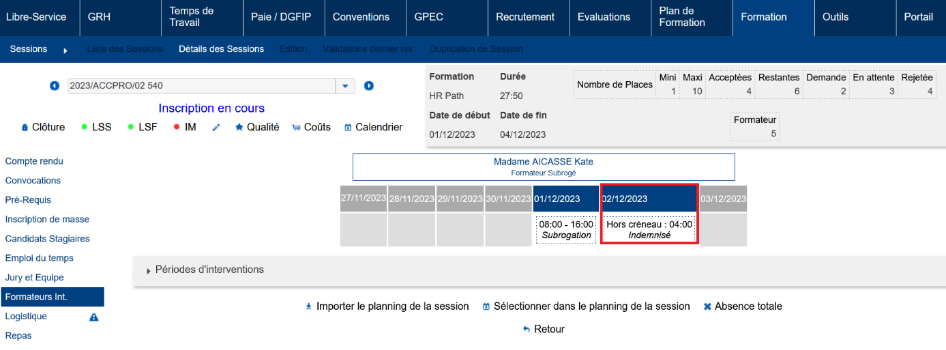 Libre-Service GRH Temps de Travail Paie / DGFIP Conventions GPEC Recrutement Evaluations Plan de Formation Formation Outils Portail
Sessions Liste des Sessions Détails des Sessions Edition Validations dernier niv. Duplication de Session
2023/ACCPRO/02 540
Inscription en cours
Clôture LSS LSF IM Qualité Coûts Calendrier
Formation Durée
HR Path 27:50
Date de début Date de fin
01/12/2023 04/12/2023
Nombre de Places Mini Maxi Acceptées Restantes Demande En attente Rejetée
1 10 4 6 2 3 4
Formateur
5
Compte rendu
Convocations
Pré-Requis
Inscription de masse
Candidats Stagiaires
Emploi du temps
Jury et Equipe
Formateurs Int.
Logistique
Repas
Madame AICASSE Kate
Formateur Subrogé
27/11/2023 28/11/2023 29/11/2023 30/11/2023 01/12/2023 02/12/2023 03/12/2023
08:00 - 16:00 Hors crèneau : 04:00
Subrogation Indemnisé
Périodes d'interventions
Importer le planning de la session Sélectionner dans le planning de la session Absence totale
Retour